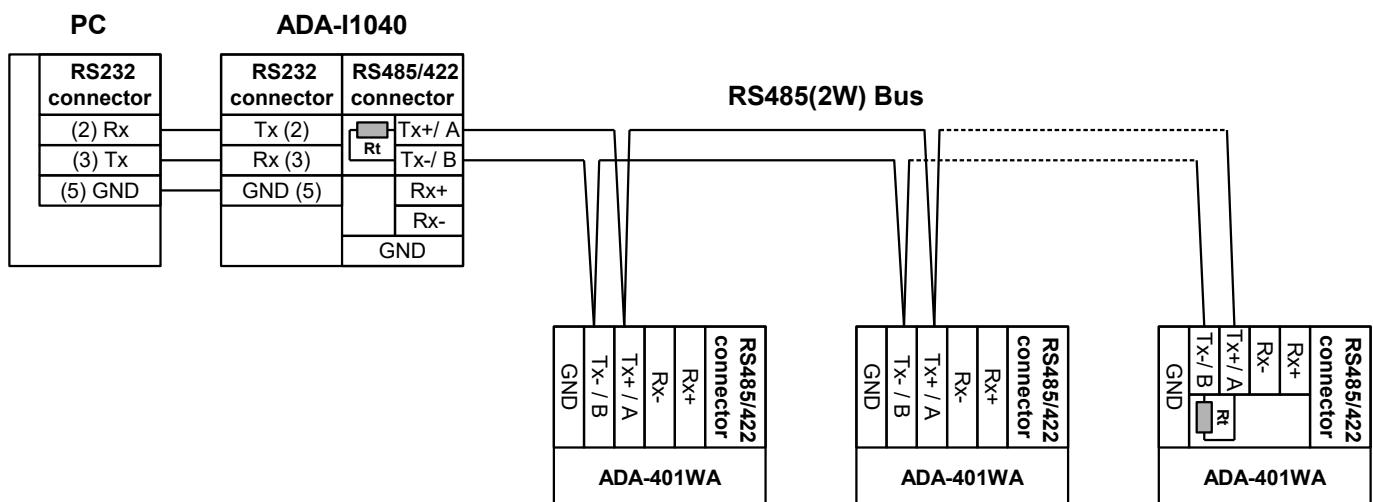 PC
ADA-I1040
RS232
connector
(2) Rx
(3) Tx
(5) GND
RS232
connector
Tx (2)
Rx (3)
GND (5)
RS485/422
connector
Rt
Tx+/ A
Tx-/ B
Rx+
Rx-
GND
RS485(2W) Bus
GND
Tx- / B
Tx+ / A
Rx-
Rx+
RS485/422
connector
ADA-401WA
GND
Tx- / B
Tx+ / A
Rx-
Rx+
RS485/422
connector
ADA-401WA
GND
Tx-/ B
Tx+/ A
Rx-
Rx+
Rt
RS485/422
connector
ADA-401WA